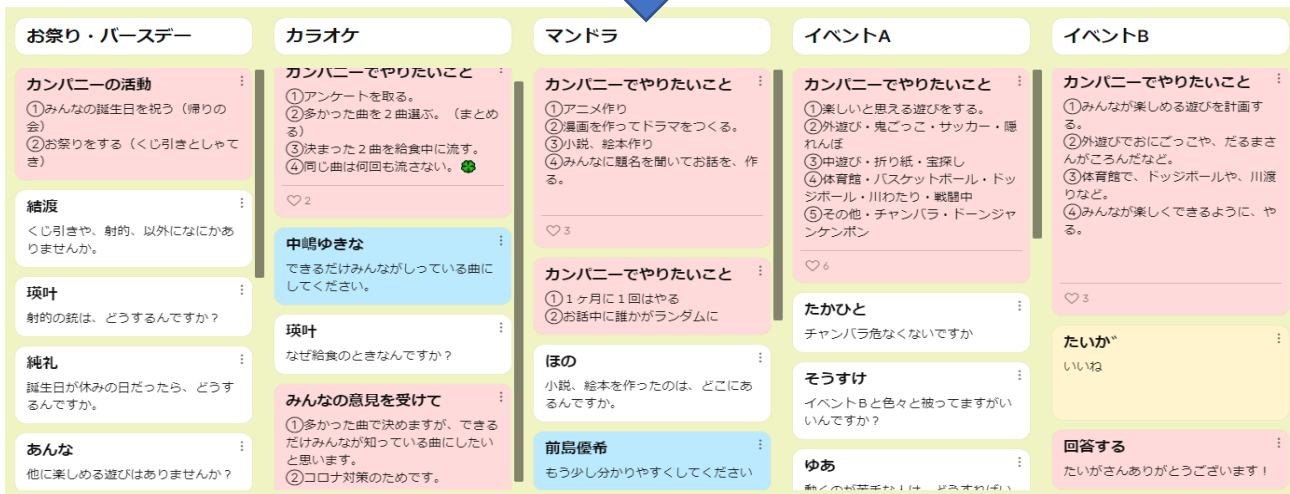 お祭り・バースデー
カンパニーの活動
①みんなの誕生日を祝う（帰りの
会）
②お祭りをする（くじ引きとしゃて
き）
結渡
くじ引きや、射的、以外になにかあ
りませんか。
瑛叶
射的の銃は、どうするんですか？
純礼
誕生日が休みの日だったら、どうす
るんですか。
あんな
他に楽しめる遊びはありませんか？
カラオケ
カンパニーでやりたいこと
①アンケートを取る。
②多かった曲を２曲選ぶ。（まとめ
る）
③決まった２曲を給食中に流す。
④同じ曲は何回も流さない。🍀
♡ 2
中嶋ゆきな
できるだけみんながしっている曲に
してください。
瑛叶
なぜ給食のときなんですか？
みんなの意見を受けて
①多かった曲で決めますが、できる
だけみんなが知っている曲にしたい
と思います。
②コロナ対策のためです。
マンドラ
カンパニーでやりたいこと
①アニメ作り
②漫画を作ってドラマをつくる。
③小説、絵本作り
④みんなに題名を聞いてお話を、作
る。
♡ 3
カンパニーでやりたいこと
①１ヶ月に１回はやる
②お話中に誰かがランダムに
ほの
小説、絵本を作ったのは、どこにあ
るんですか。
前島優希
もう少し分かりやすくしてください
イベントA
カンパニーでやりたいこと
①楽しいと思える遊びをする。
②外遊び・鬼ごっこ・サッカー・隠
れんぼ
③中遊び・折り紙・宝探し
④体育館・バスケットボール・ドッ
ジボール・川わたり・戦闘中
⑤その他・チャンバラ・ドーンジャ
ンケンポン
♡ 6
たかひと
チャンバラ危なくないですか
そうすけ
イベントＢと色々と被ってますがい
いんですか？
ゆあ
動くのが苦手な人は、どうすればい
イベントB
カンパニーでやりたいこと
①みんなが楽しめる遊びを計画す
る。
②外遊びでおにごっこや、だるまさ
んがころんだなど。
③体育館で、ドッジボールや、川渡
りなど。
④みんなが楽しくできるように、や
る。
♡ 3
たいか゛
いいね
回答する
たいがさんありがとうございます！